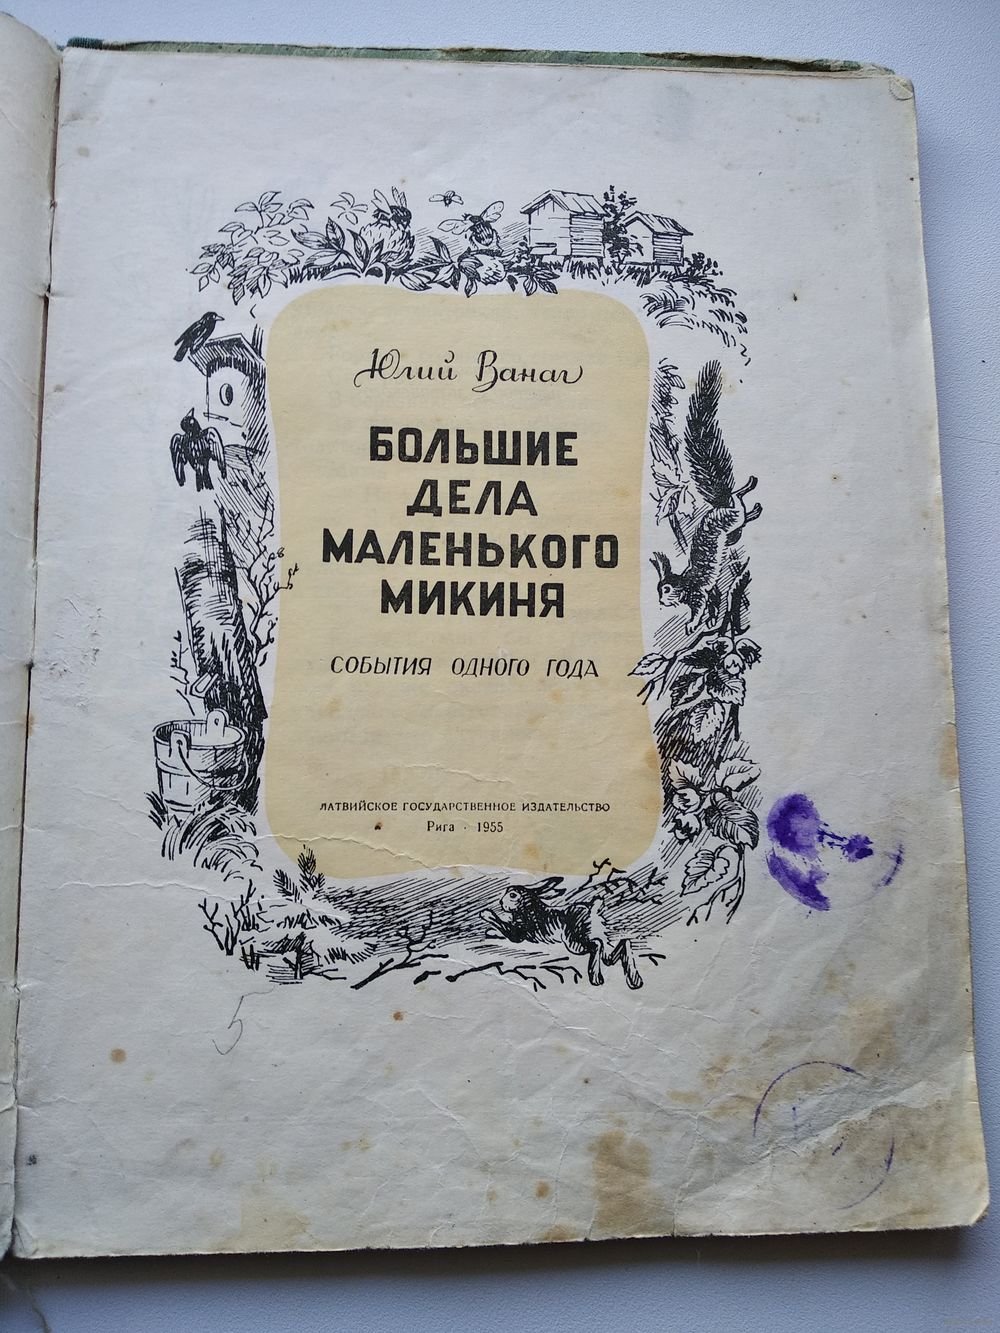 Юлий Ванаг
БОЛЬШИЕ
ДЕЛА
МАЛЕНЬКОГО
МИКИНЯ
СОБЫТИЯ ОДНОГО ГОДА
ЛАТВИЙСКОЕ ГОСУДАРСТВЕННОЕ ИЗДАТЕЛЬСТВО
Рига · 1955
5